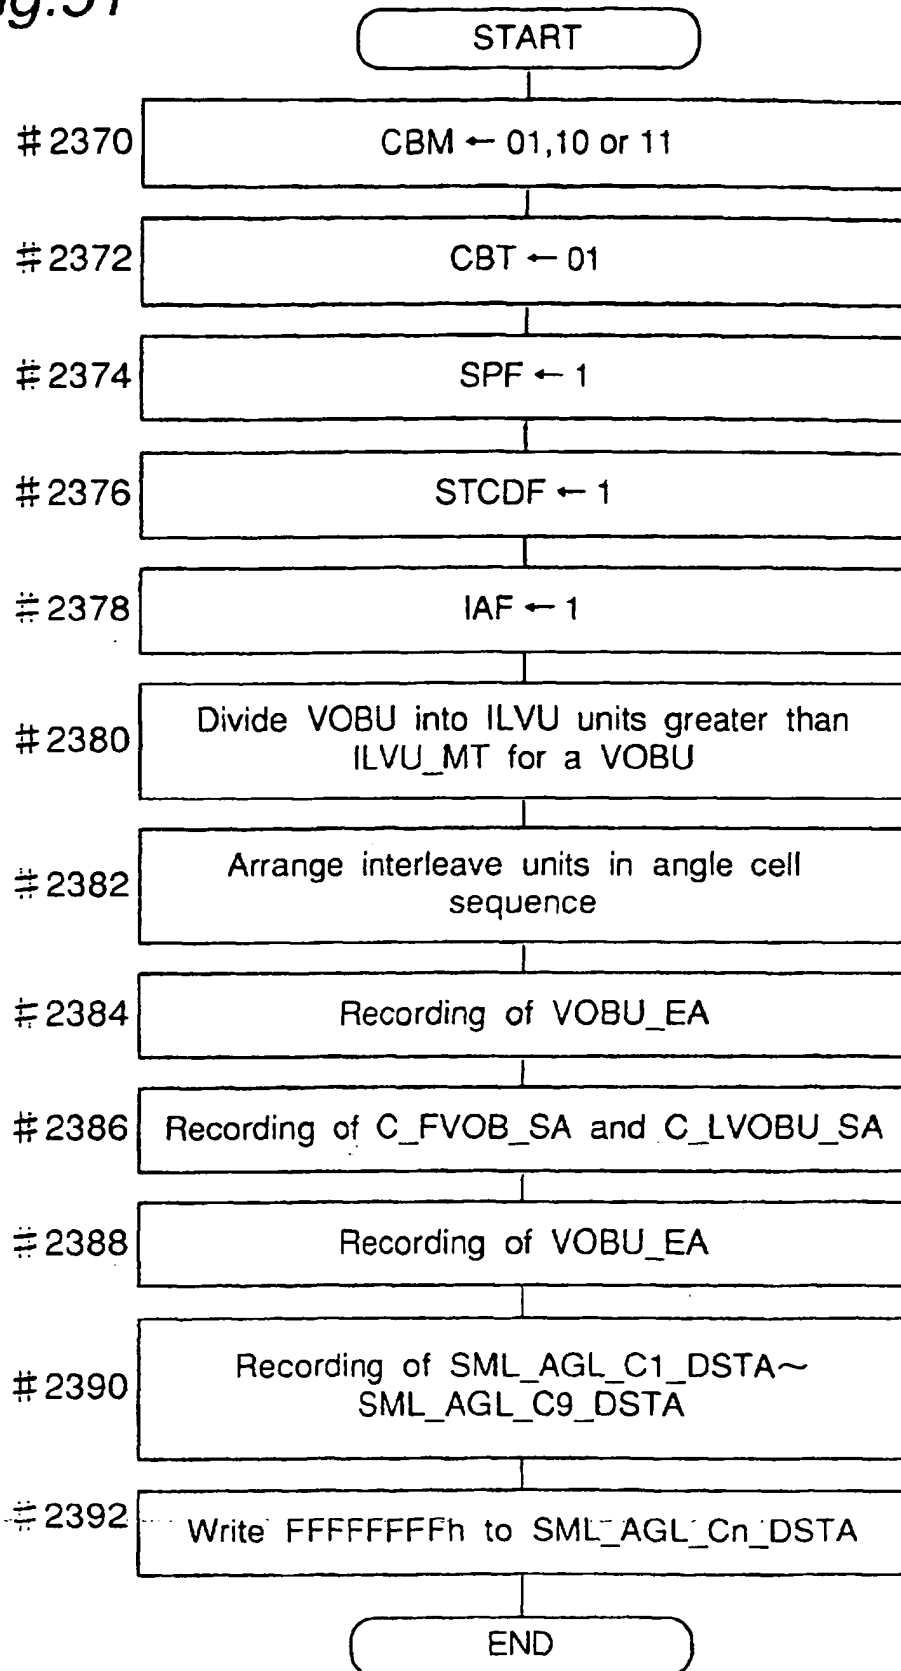 ig.51
START
#2370 CBM ← 01,10 or 11
#2372 CBT ← 01
#2374 SPF ← 1
#2376 STCDF ← 1
#2378 IAF ← 1
#2380 Divide VOBU into ILVU units greater than
ILVU_MT for a VOBU
#2382 Arrange interleave units in angle cell
sequence
#2384 Recording of VOBU_EA
#2386 Recording of C_FVOB_SA and C_LVOBU_SA
#2388 Recording of VOBU_EA
#2390 Recording of SML_AGL_C1_DSTA~
SML_AGL_C9_DSTA
#2392 Write FFFFFFFFh to SML_AGL_Cn_DSTA
END